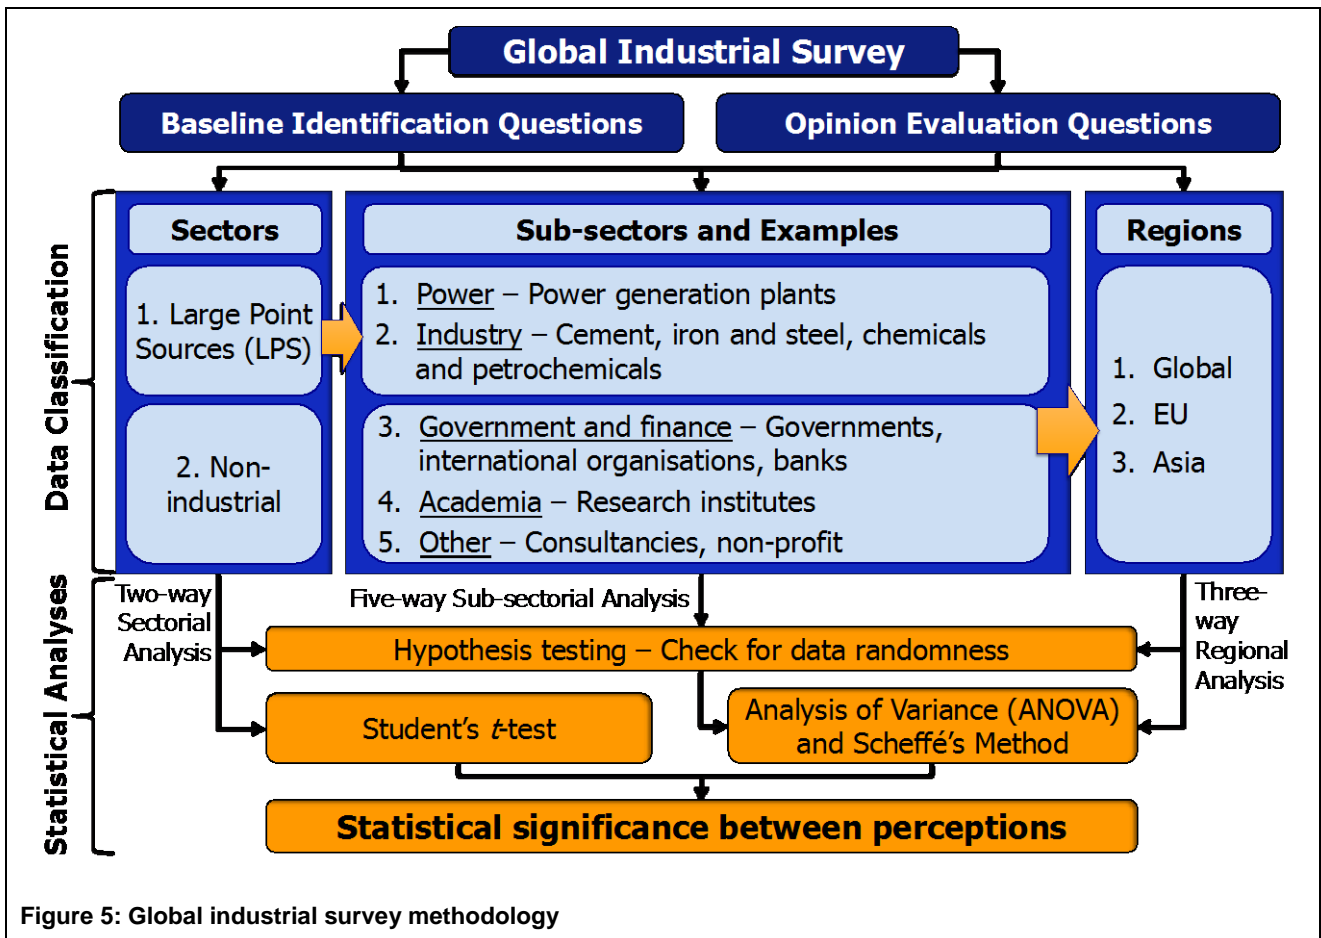 Global Industrial Survey
Baseline Identification Questions
Opinion Evaluation Questions
Data Classification
Sectors
1. Large Point
Sources (LPS)
2. Non-
industrial
Sub-sectors and Examples
1. Power – Power generation plants
2. Industry – Cement, iron and steel, chemicals
and petrochemicals
3. Government and finance – Governments,
international organisations, banks
4. Academia – Research institutes
5. Other – Consultancies, non-profit
Regions
1. Global
2. EU
3. Asia
Statistical Analyses
Two-way
Sectorial
Analysis
Five-way Sub-sectorial Analysis
Three-
way
Regional
Analysis
Hypothesis testing – Check for data randomness
Student's t-test
Analysis of Variance (ANOVA)
and Scheffé's Method
Statistical significance between perceptions
Figure 5: Global industrial survey methodology